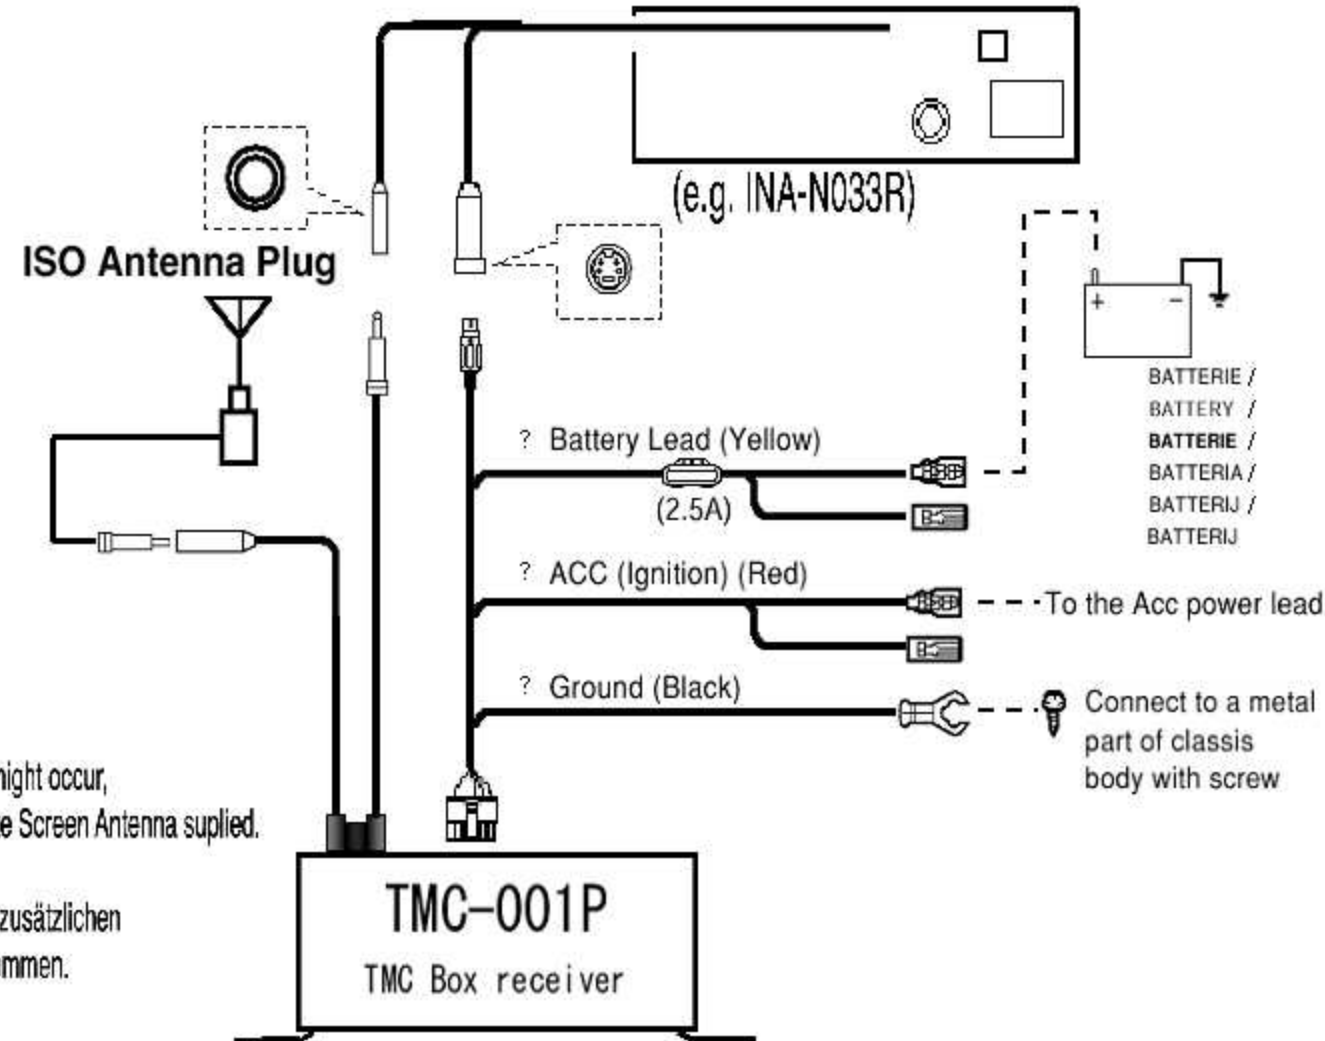 (e.g. INA-N033R)
ISO Antenna Plug
+ -
BATTERIE /
BATTERY /
BATTERIE /
BATTERIA /
BATTERIJ /
BATTERIJ
? Battery Lead (Yellow)
(2.5A)
? ACC (Ignition) (Red)
To the Acc power lead
? Ground (Black)
Connect to a metal
part of classis
body with screw
might occur,
Screen Antenna suplied.
zusätzlichen
TMC-001P
TMC Box receiver